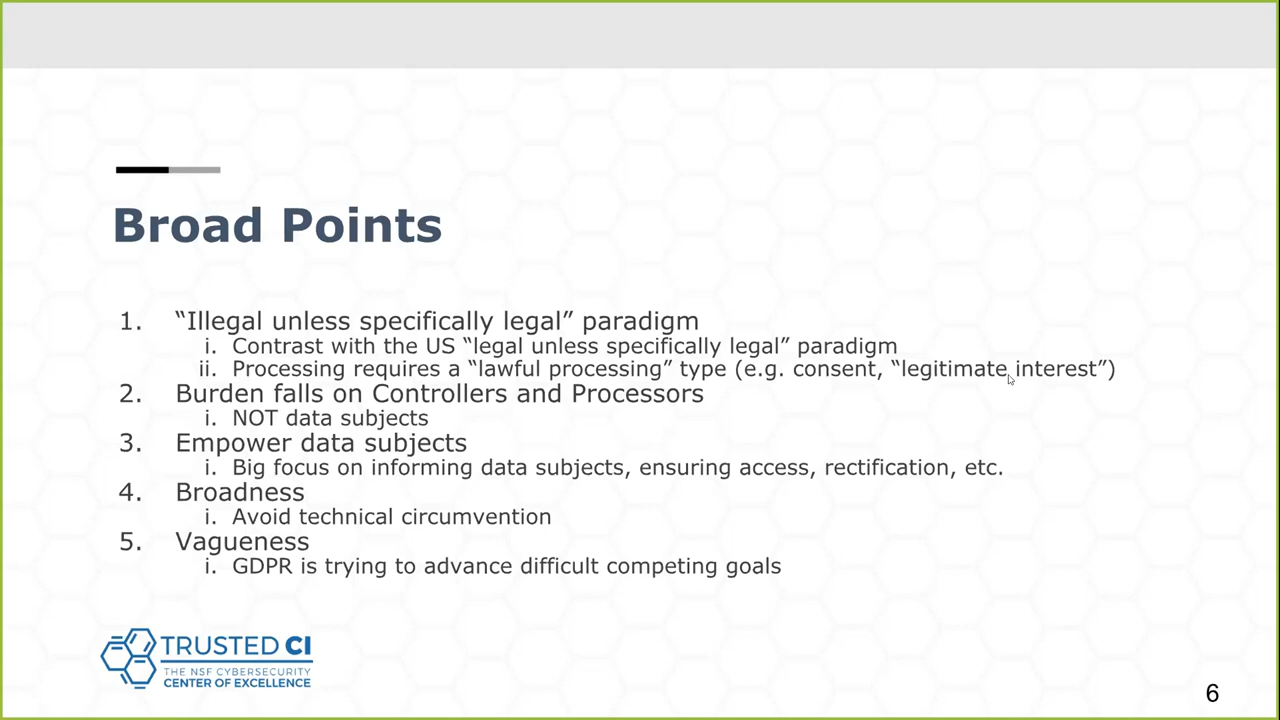 Broad Points
1. “Illegal unless specifically legal” paradigm
i. Contrast with the US “legal unless specifically legal” paradigm
ii. Processing requires a “lawful processing” type (e.g. consent, “legitimate interest”)
2. Burden falls on Controllers and Processors
i. NOT data subjects
3. Empower data subjects
i. Big focus on informing data subjects, ensuring access, rectification, etc.
4. Broadness
i. Avoid technical circumvention
5. Vagueness
i. GDPR is trying to advance difficult competing goals
TRUSTED CI
THE NSF CYBERSECURITY
CENTER OF EXCELLENCE
6